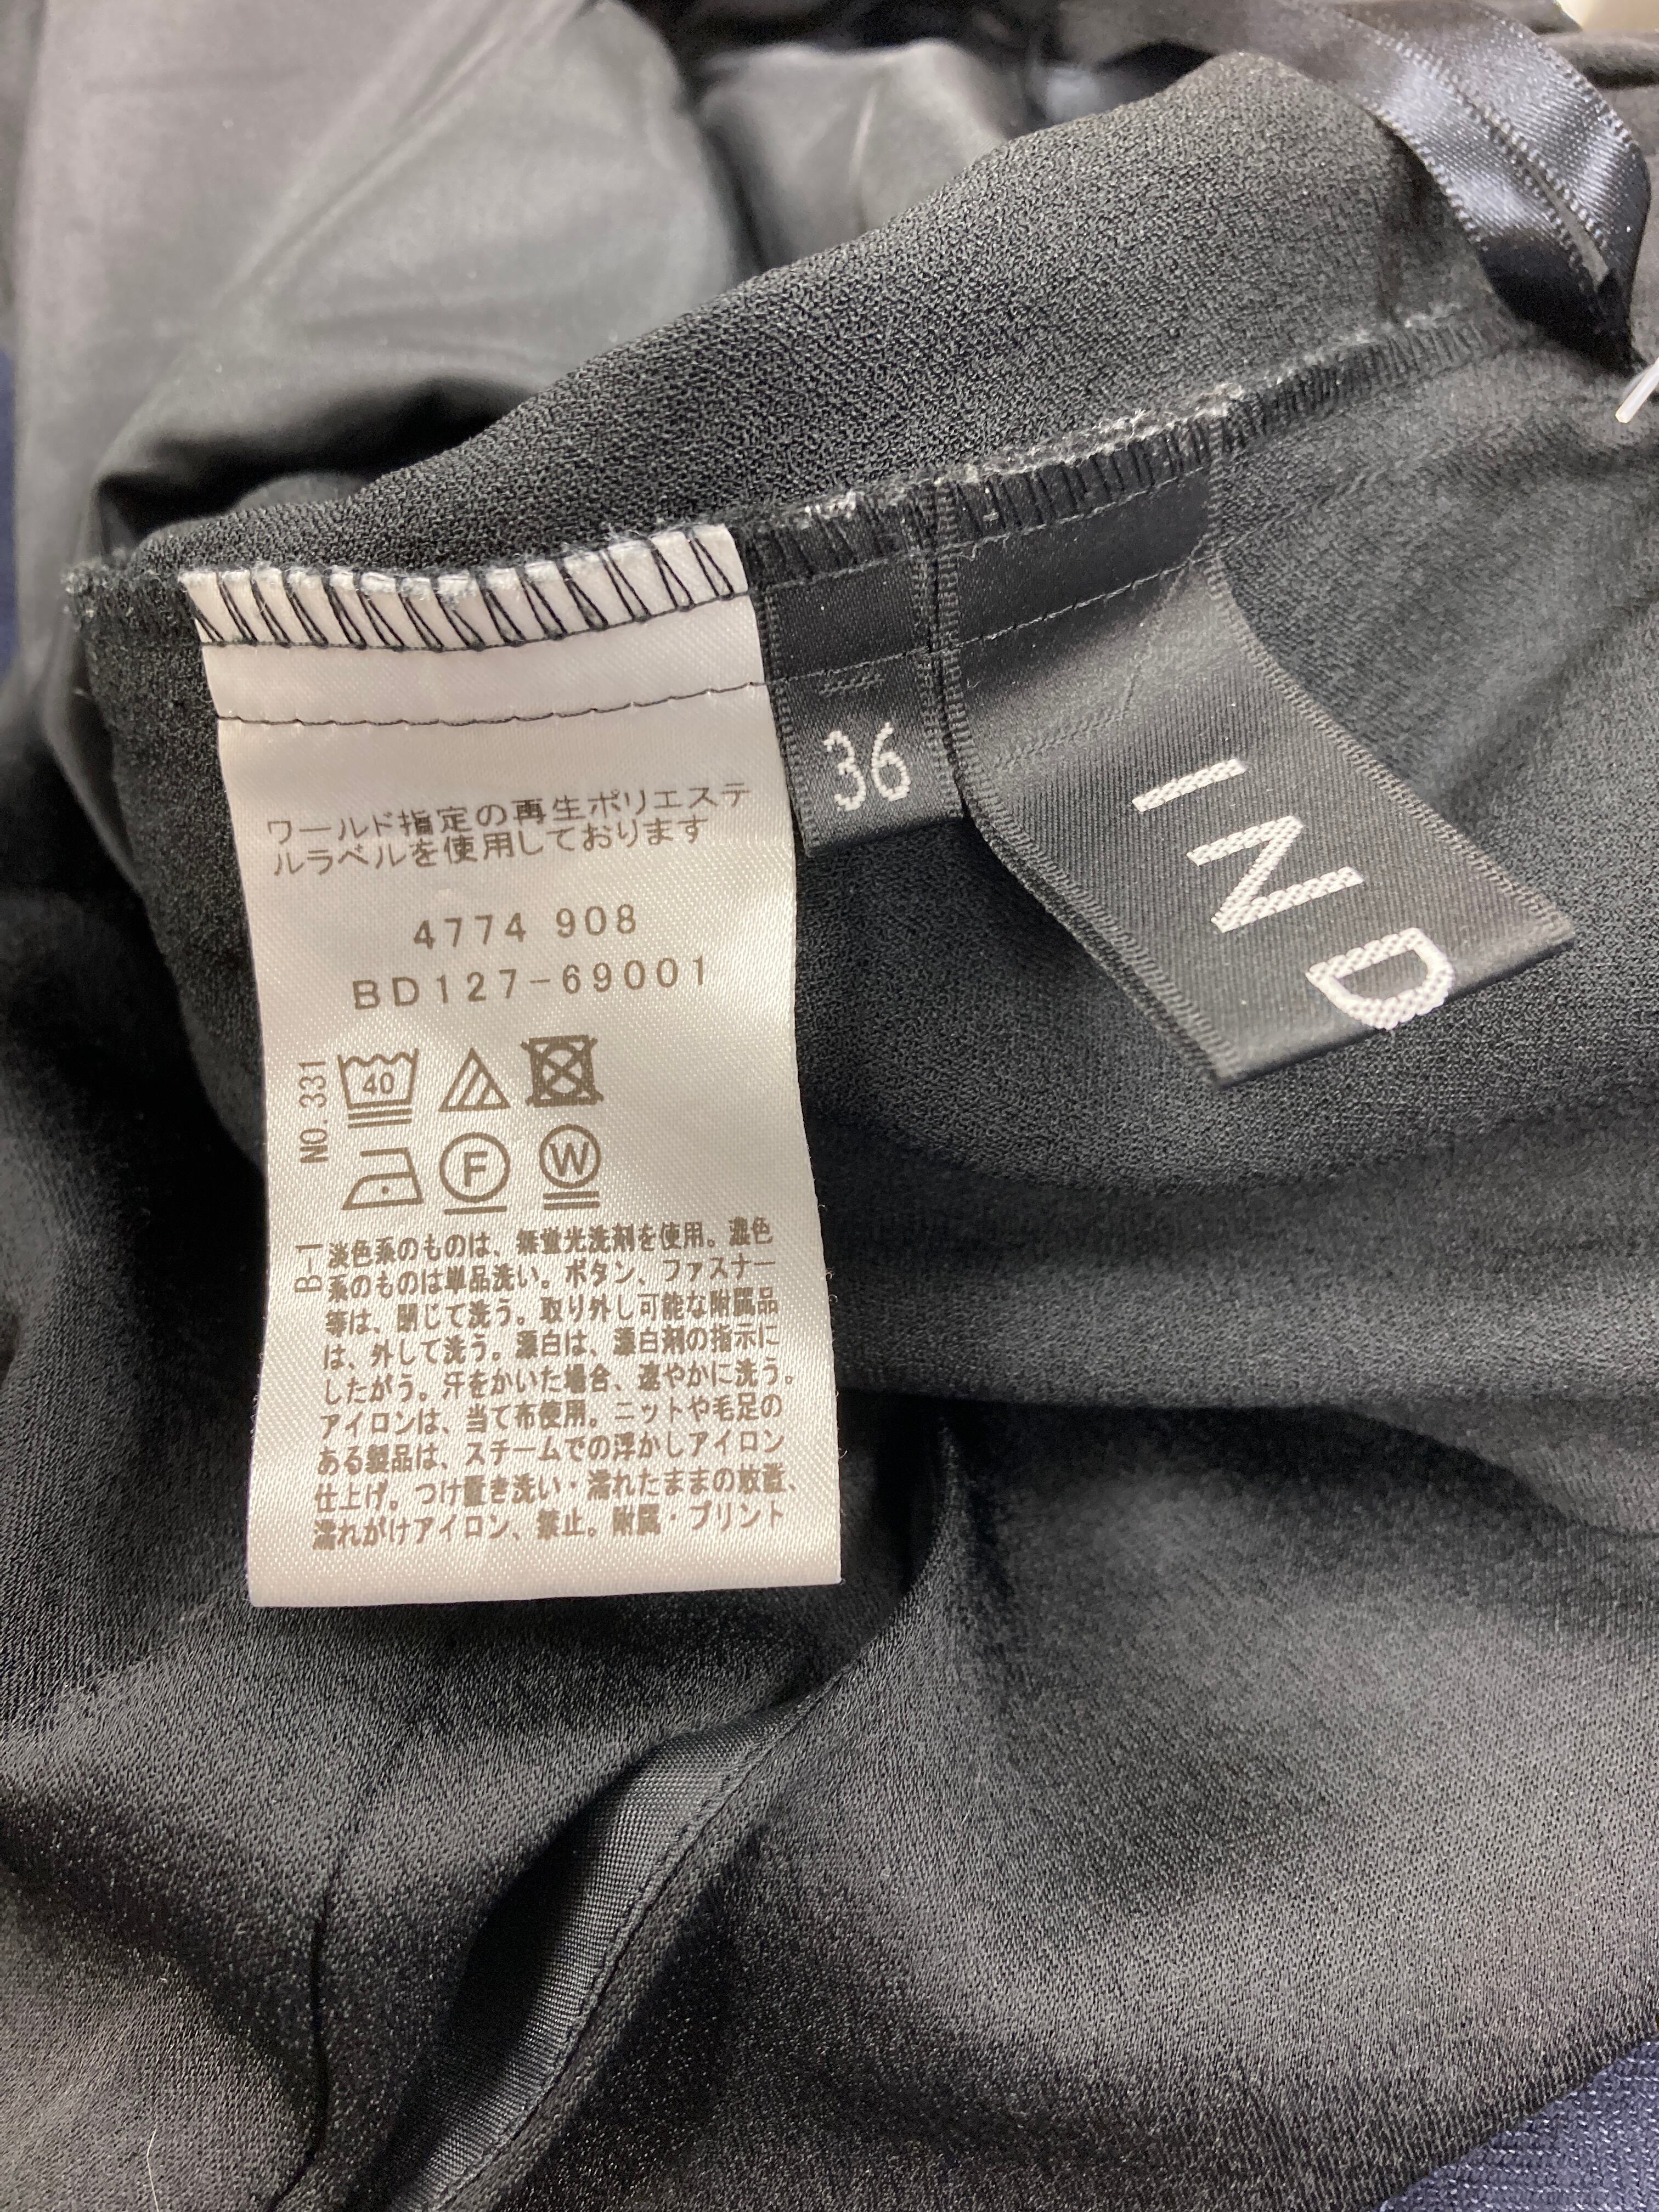 ワールド指定の再生ポリエステ
ルラベルを使用しております
4774 908
BD127-69001
NO.331
40
F
W
B-1
淡色系のものは、無蛍光洗剤を使用。濃色
系のものは単品洗い。ボタン、ファスナー
等は、閉じて洗う。取り外し可能な附属品
は、外して洗う。漂白は、漂白剤の指示に
したがう。汗をかいた場合、速やかに洗う。
アイロンは、当て布使用。ニットや毛足の
ある製品は、スチームでの浮かしアイロン
仕上げ。つけ置き洗い・濡れたままの放置、
濡れがけアイロン、禁止。附属・プリント
36
IND